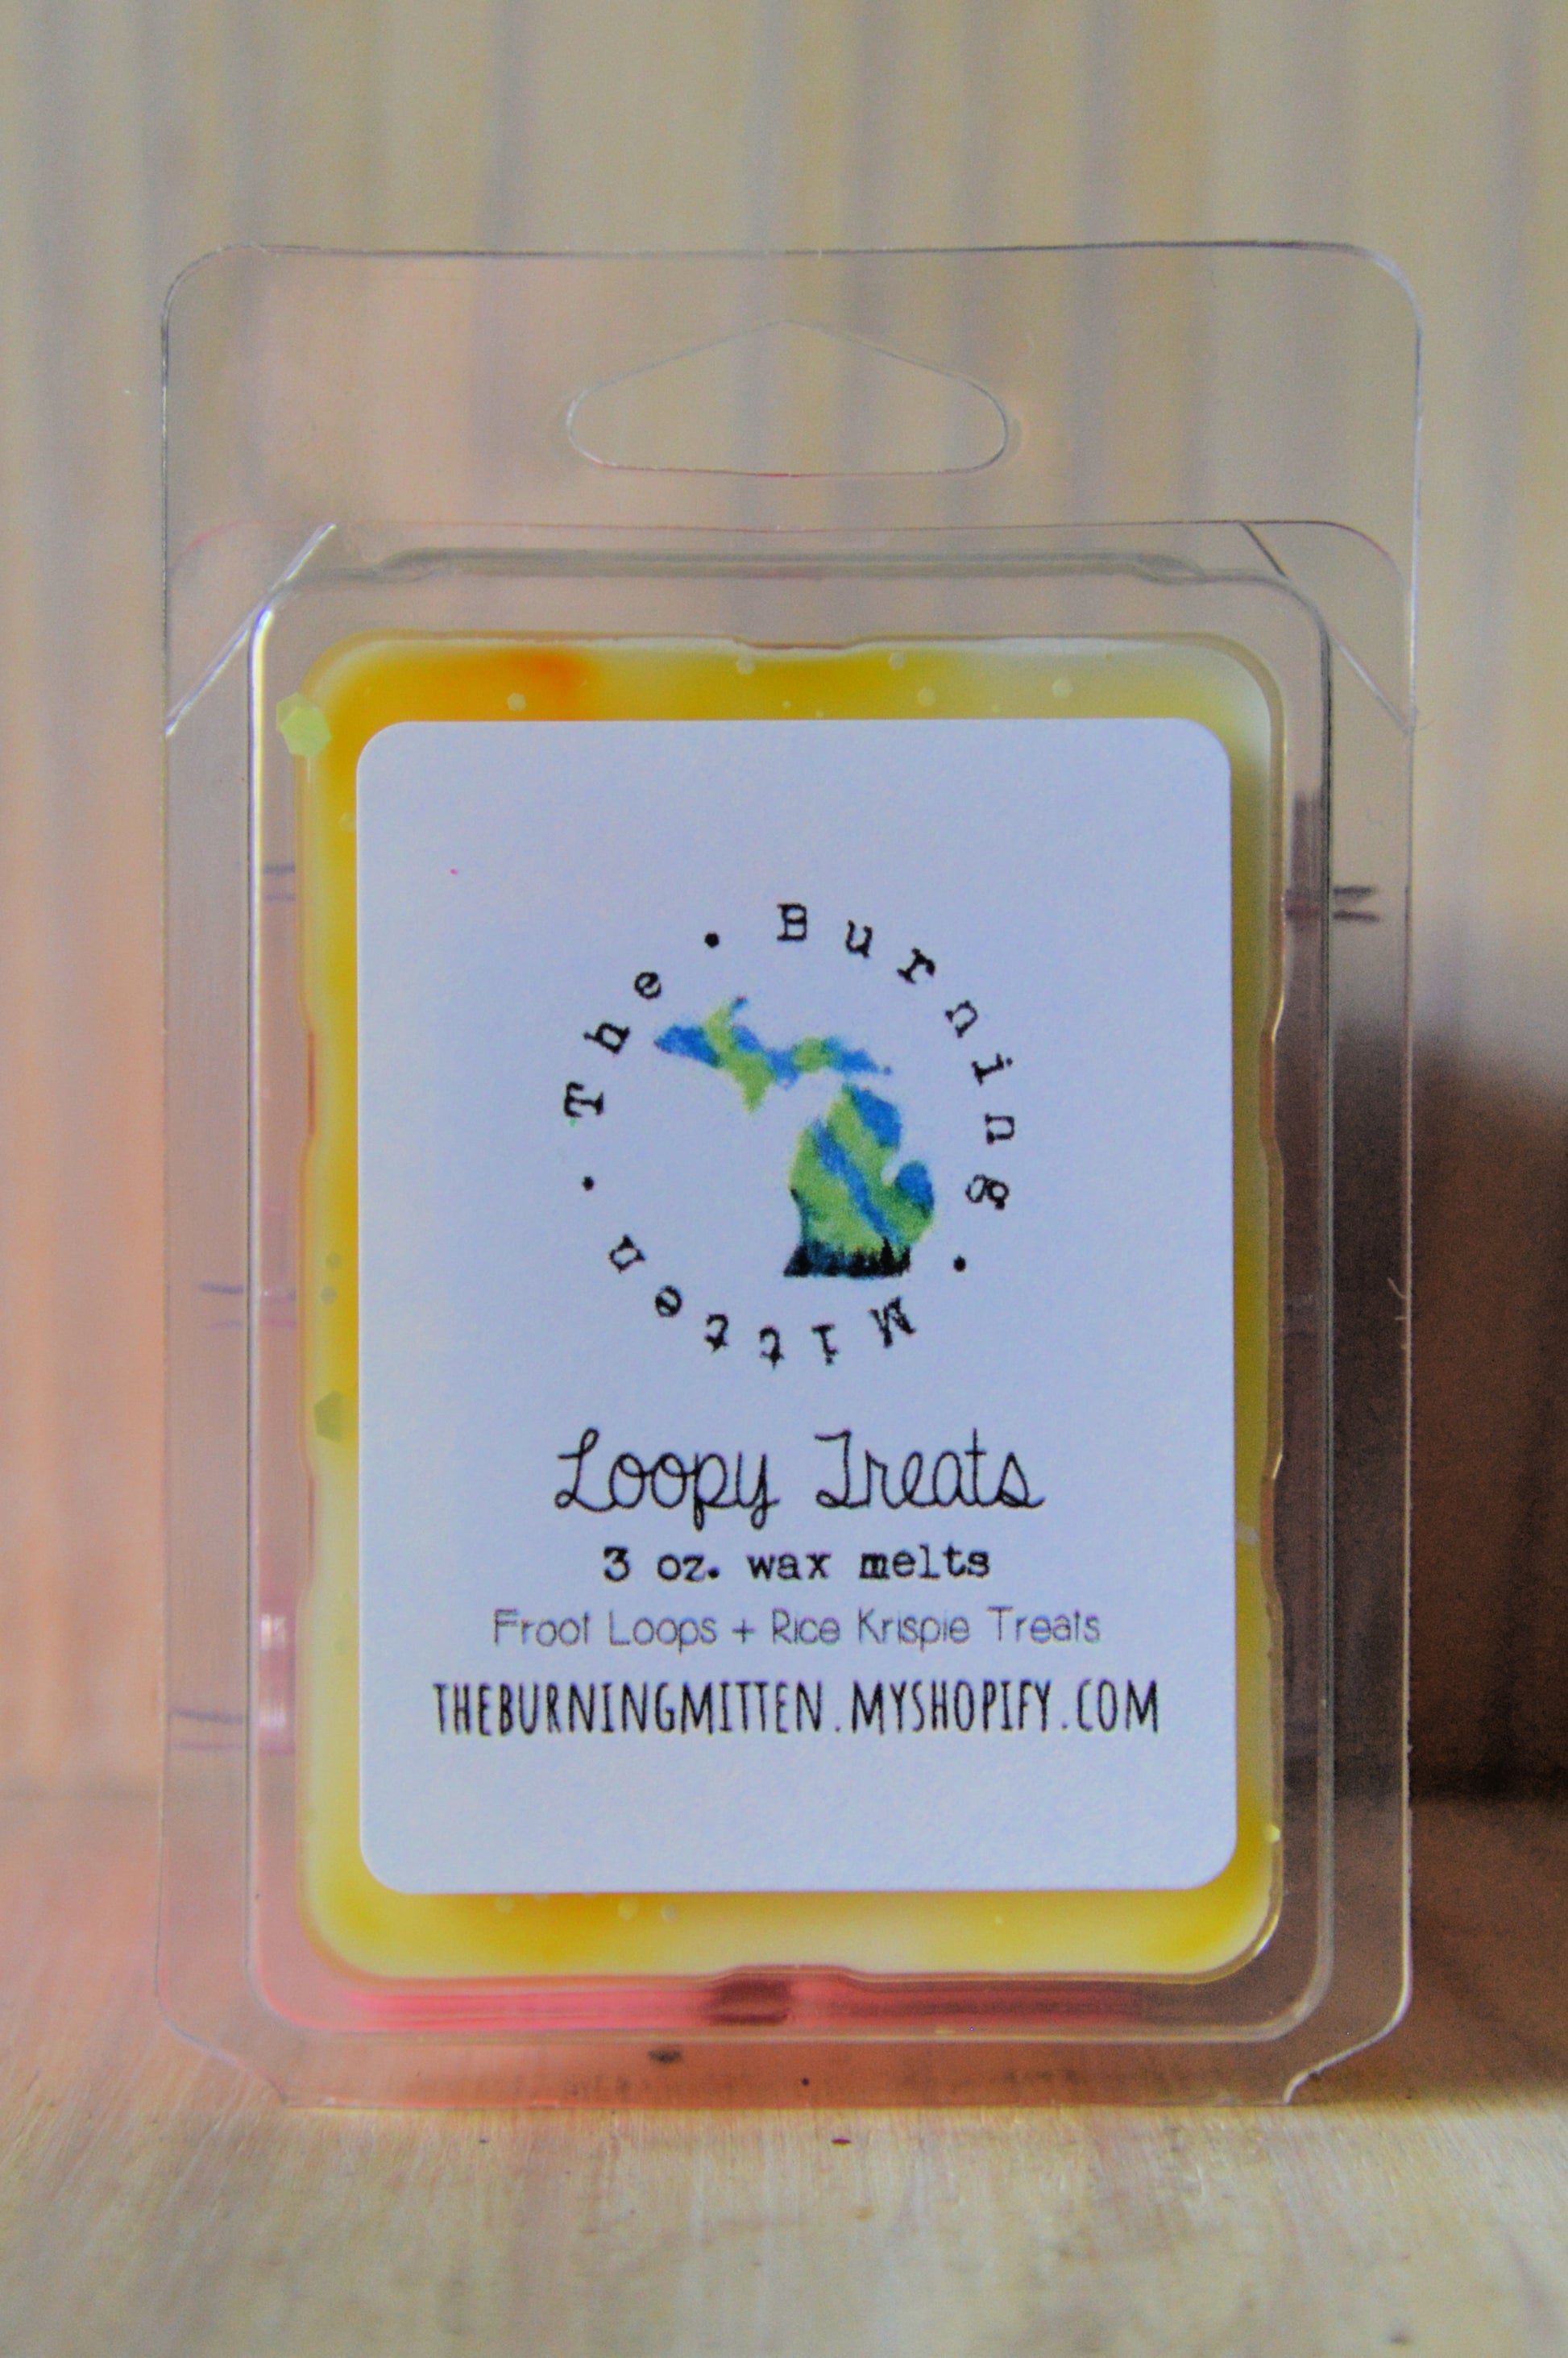 The • Burning • Mitten •
Loopy Treats
3 oz. wax melts
Froot Loops + Rice Krispie Treats
THEBURNINGMITTEN.MYSHOPIFY.COM